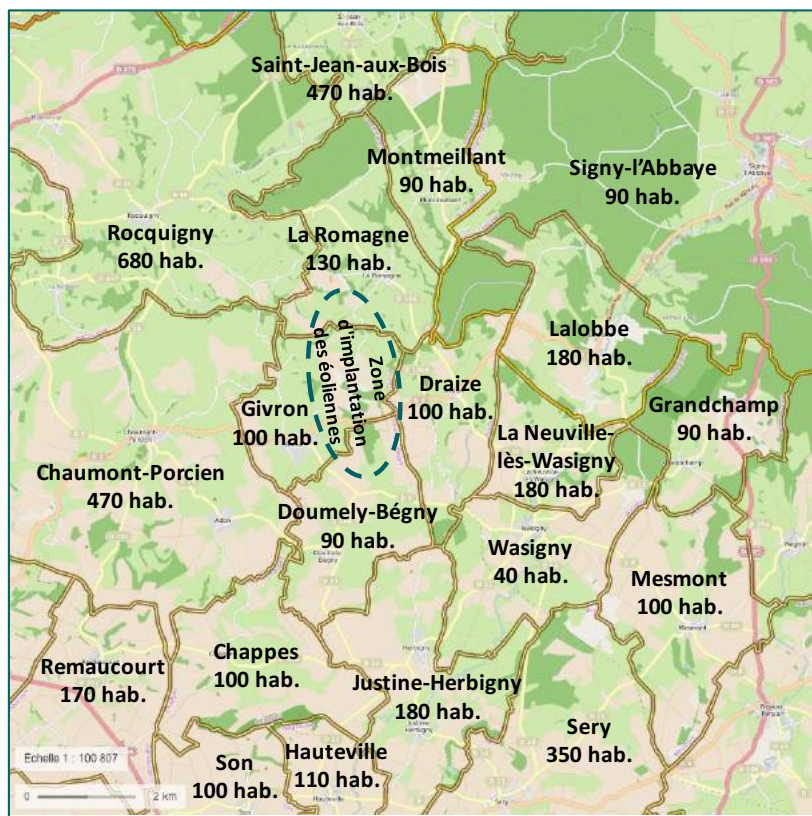 Saint-Jean-aux-Bois
470 hab.
Montmeillant
90 hab.
Signy-l'Abbaye
90 hab.
Rocquigny
680 hab.
La Romagne
130 hab.
Lalobbe
180 hab.
Zone
d'implantation
des éoliennes
Draize
100 hab.
Givron
100 hab.
Grandchamp
90 hab.
La Neuville-
lès-Wasigny
180 hab.
Chaumont-Porcien
470 hab.
Doumely-Bégny
90 hab.
Wasigny
40 hab.
Mesmont
100 hab.
Chappes
100 hab.
Remaucourt
170 hab.
Justine-Herbigny
180 hab.
Sery
350 hab.
Son
100 hab.
Hauteville
110 hab.
Echelle 1 : 100 807
0 2 km